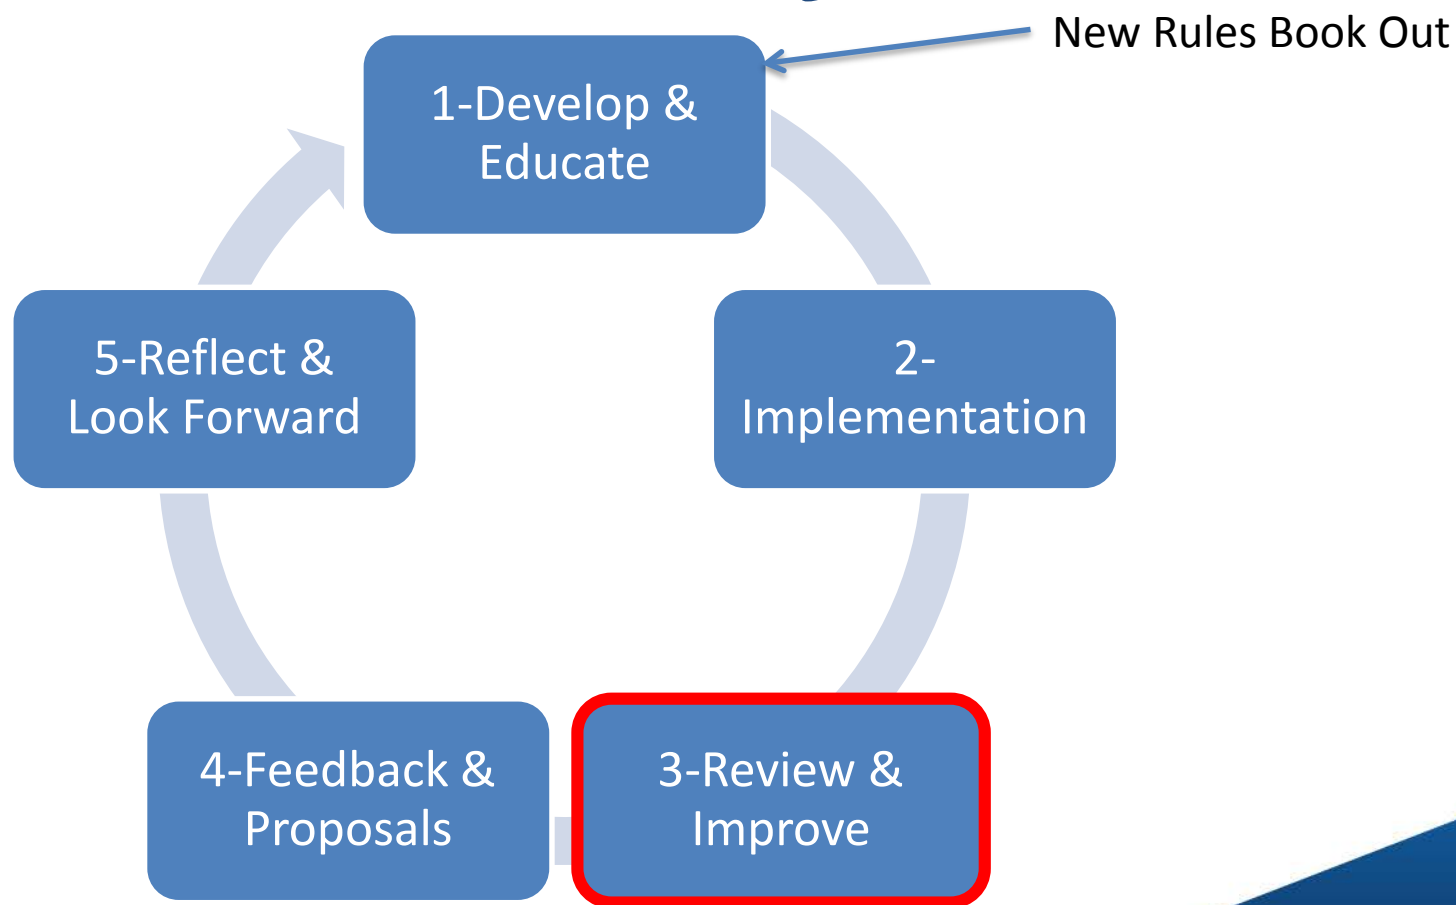 New Rules Book Out
1-Develop &
Educate
2-
Implementation
3-Review &
Improve
4-Feedback &
Proposals
5-Reflect &
Look Forward